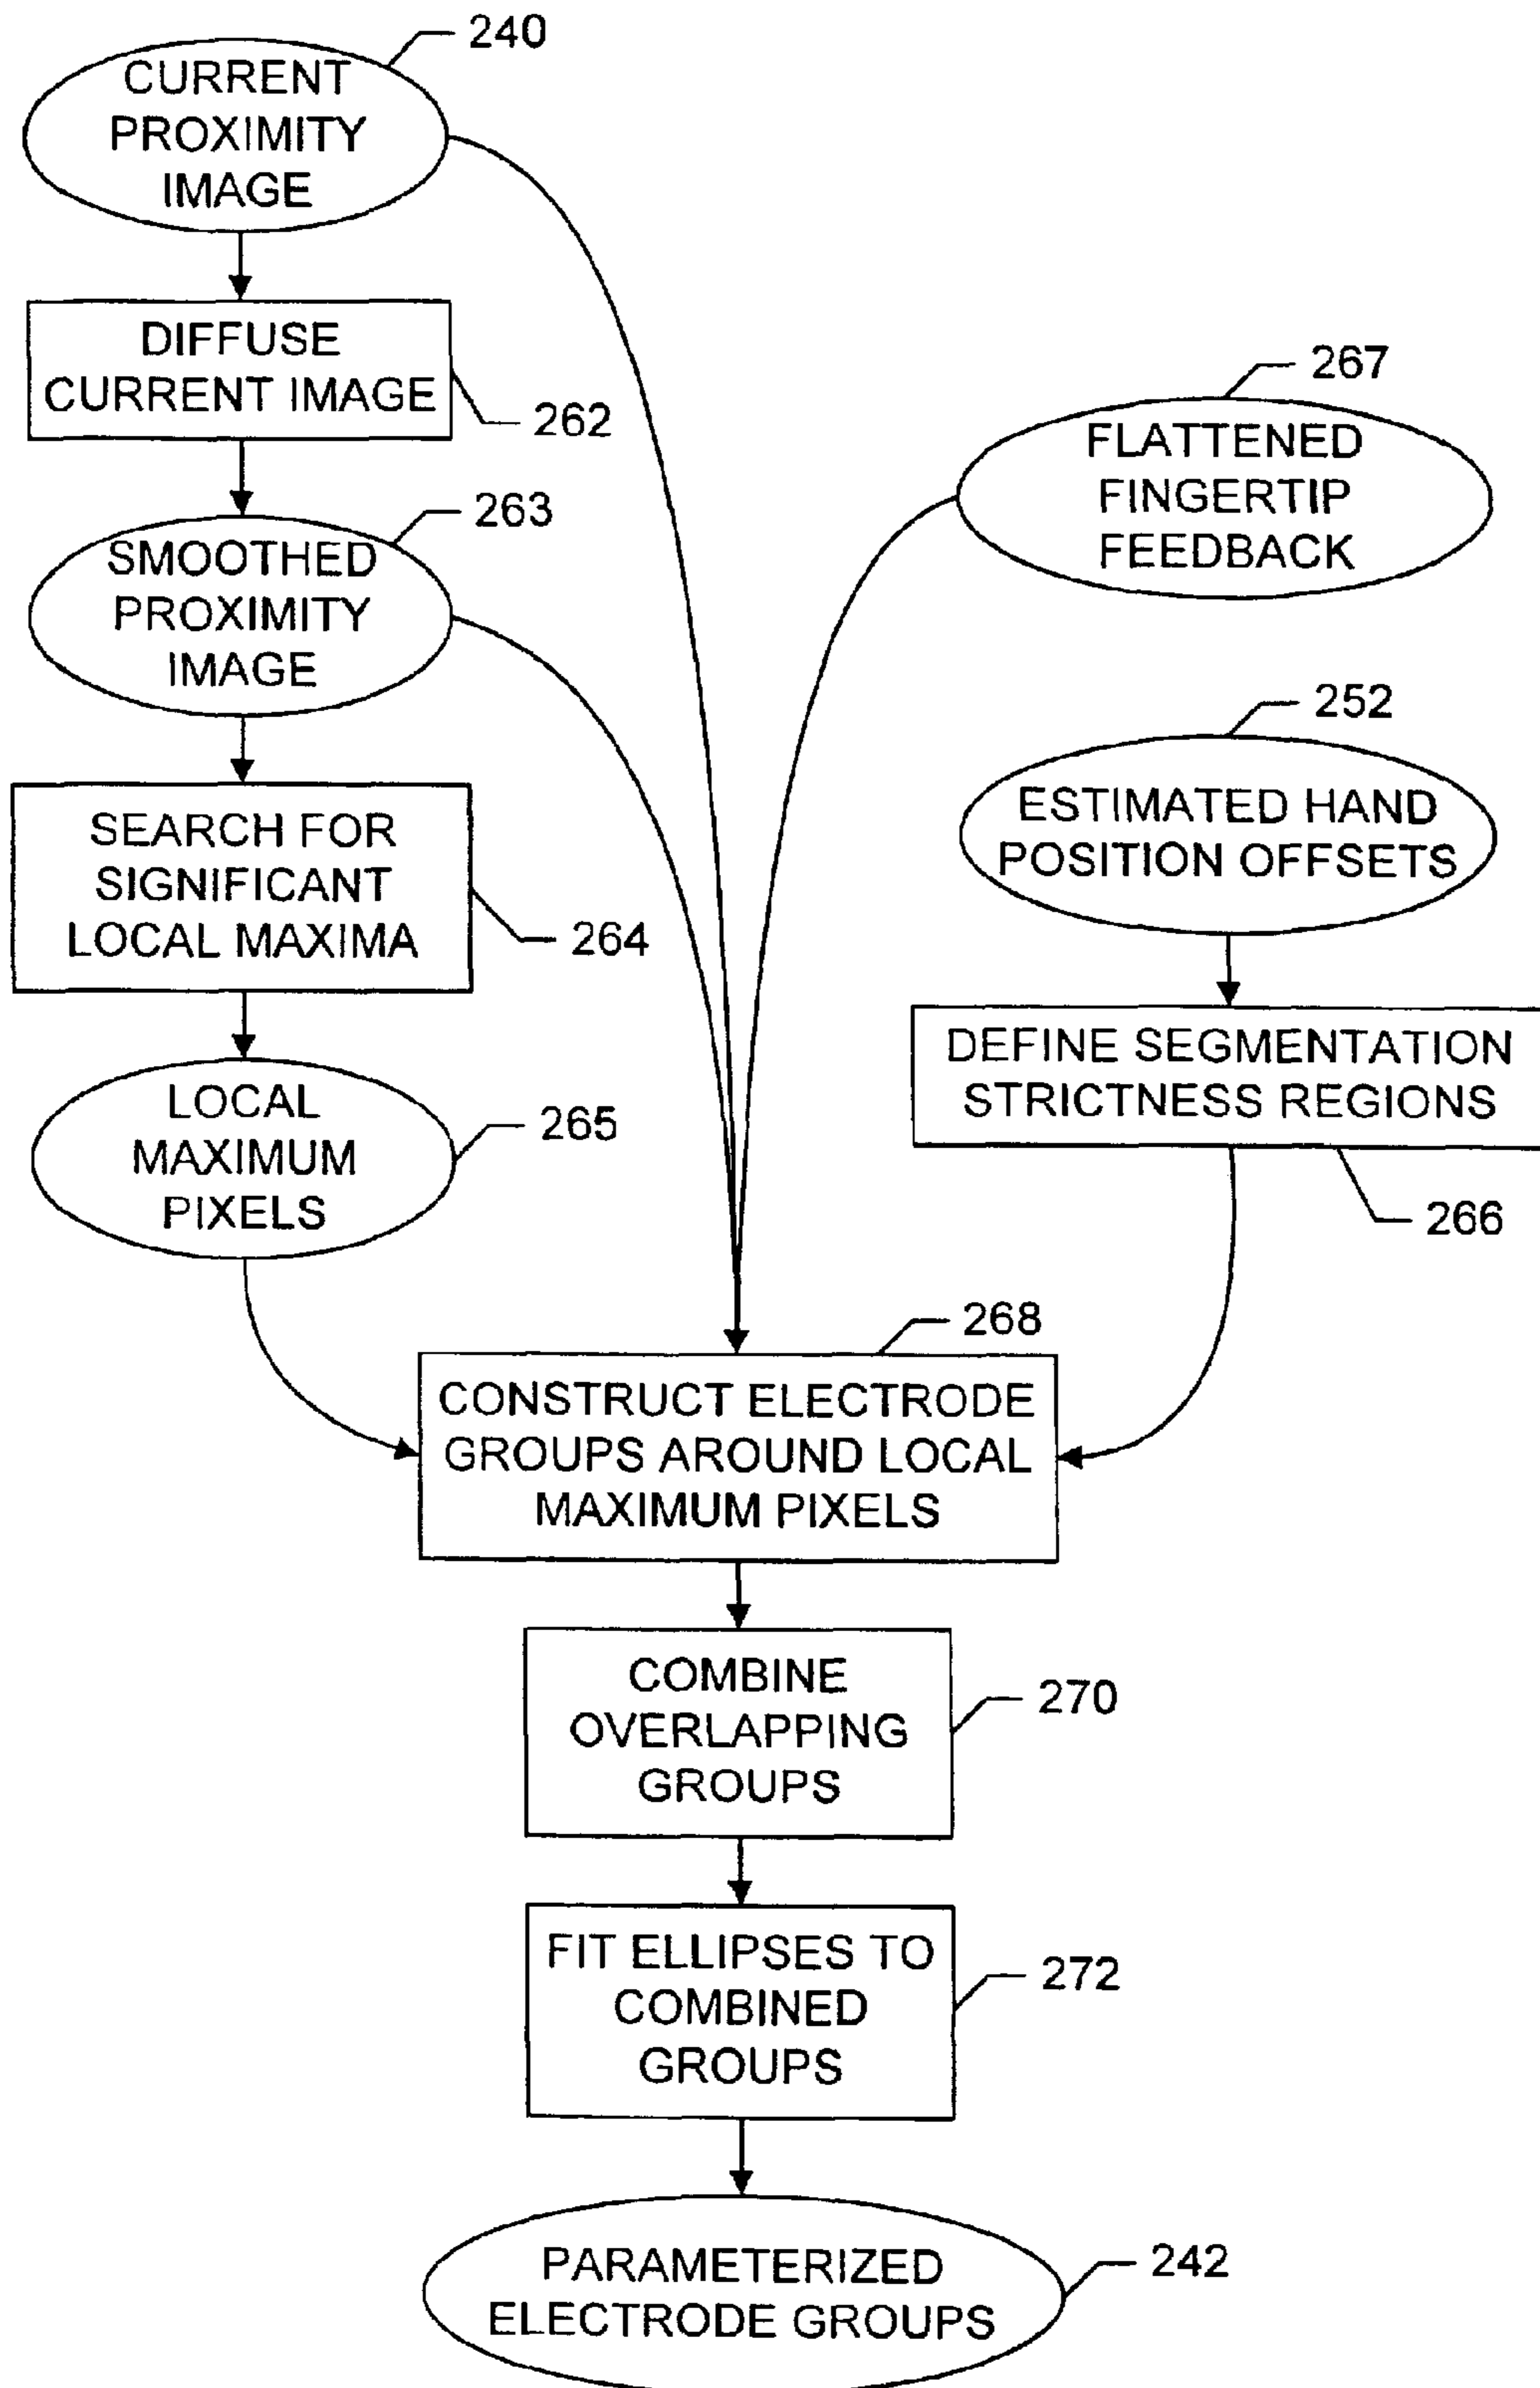 240
CURRENT
PROXIMITY
IMAGE
DIFFUSE
CURRENT IMAGE
262
263
SMOOTHED
PROXIMITY
IMAGE
SEARCH FOR
SIGNIFICANT
LOCAL MAXIMA
264
LOCAL
MAXIMUM
PIXELS
265
267
FLATTENED
FINGERTIP
FEEDBACK
252
ESTIMATED HAND
POSITION OFFSETS
DEFINE SEGMENTATION
STRICTNESS REGIONS
266
268
CONSTRUCT ELECTRODE
GROUPS AROUND LOCAL
MAXIMUM PIXELS
COMBINE
OVERLAPPING
GROUPS
270
FIT ELLIPSES TO
COMBINED
GROUPS
272
PARAMETERIZED
ELECTRODE GROUPS
242